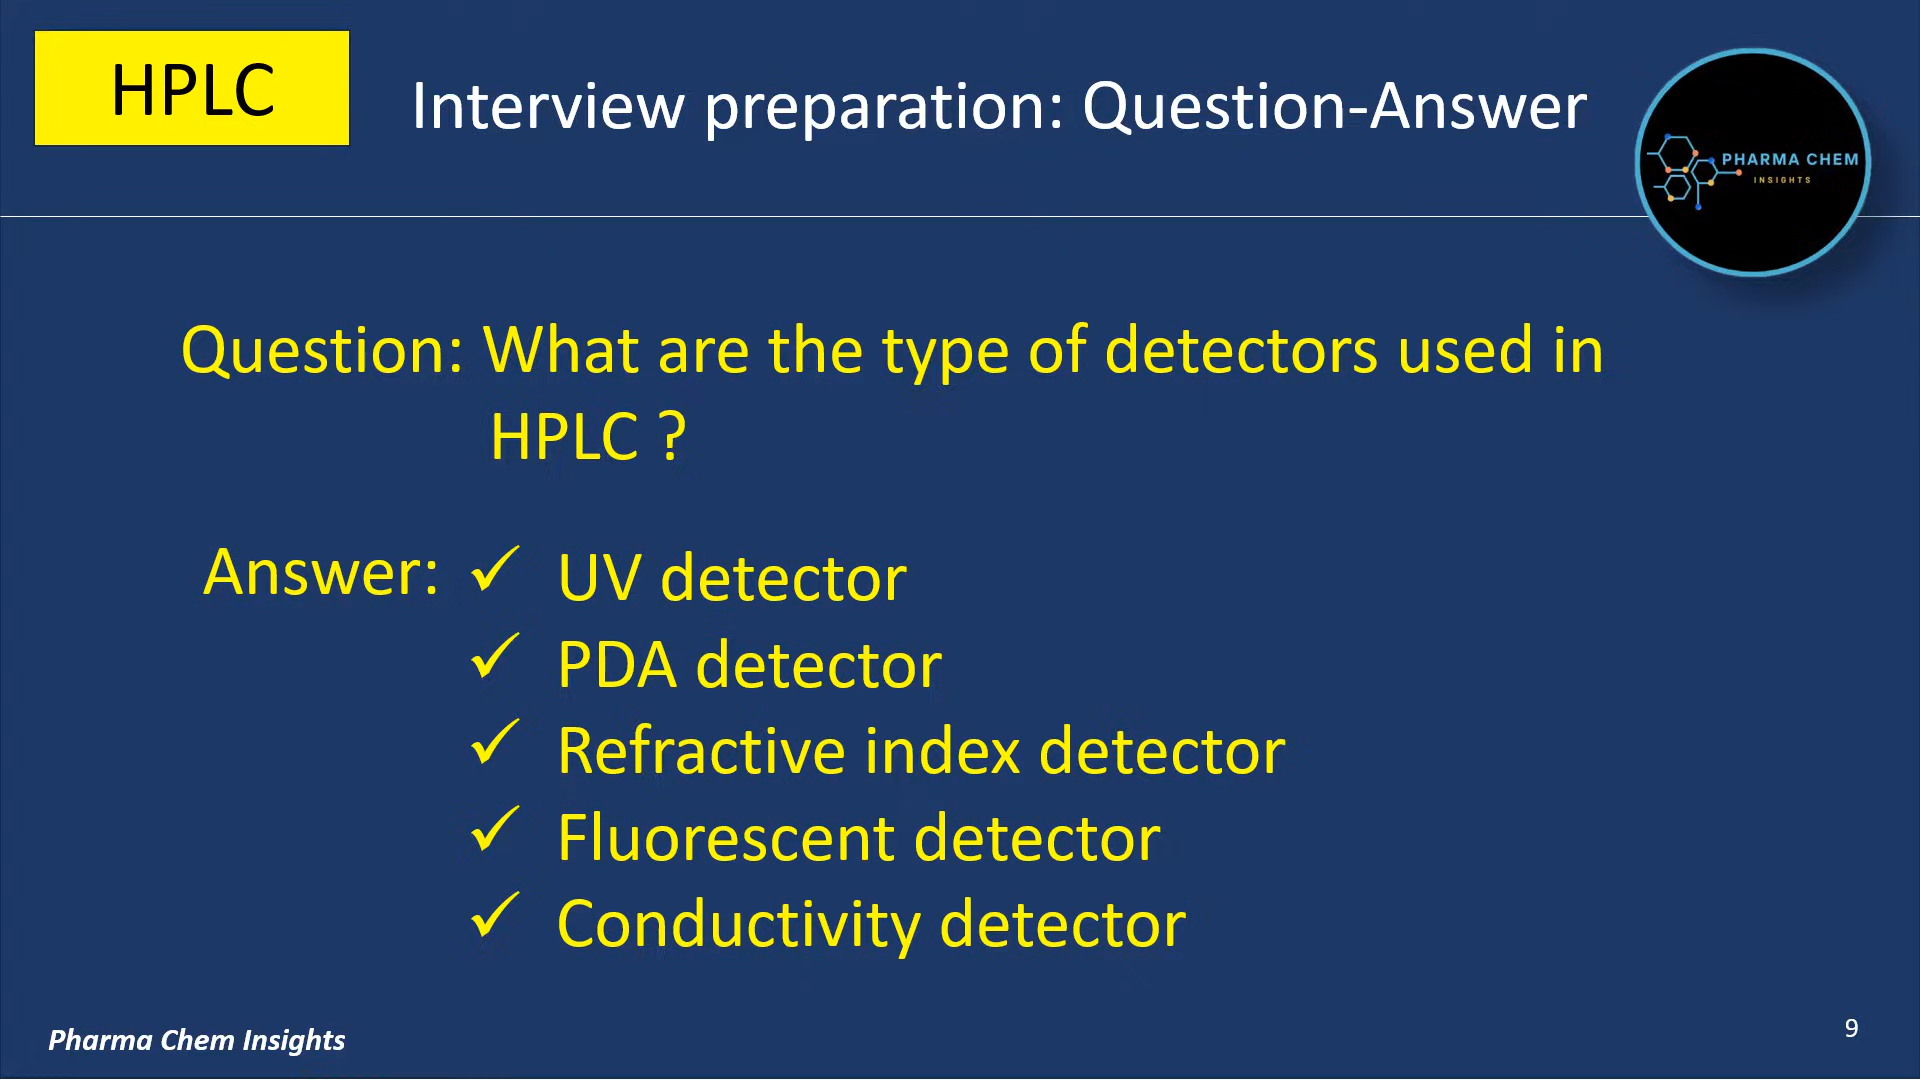 HPLC
Interview preparation: Question-Answer
PHARMA CHEM
INSIGHTS
Question: What are the type of detectors used in
HPLC ?
Answer: ✓ UV detector
✓ PDA detector
✓ Refractive index detector
✓ Fluorescent detector
✓ Conductivity detector
Pharma Chem Insights
9